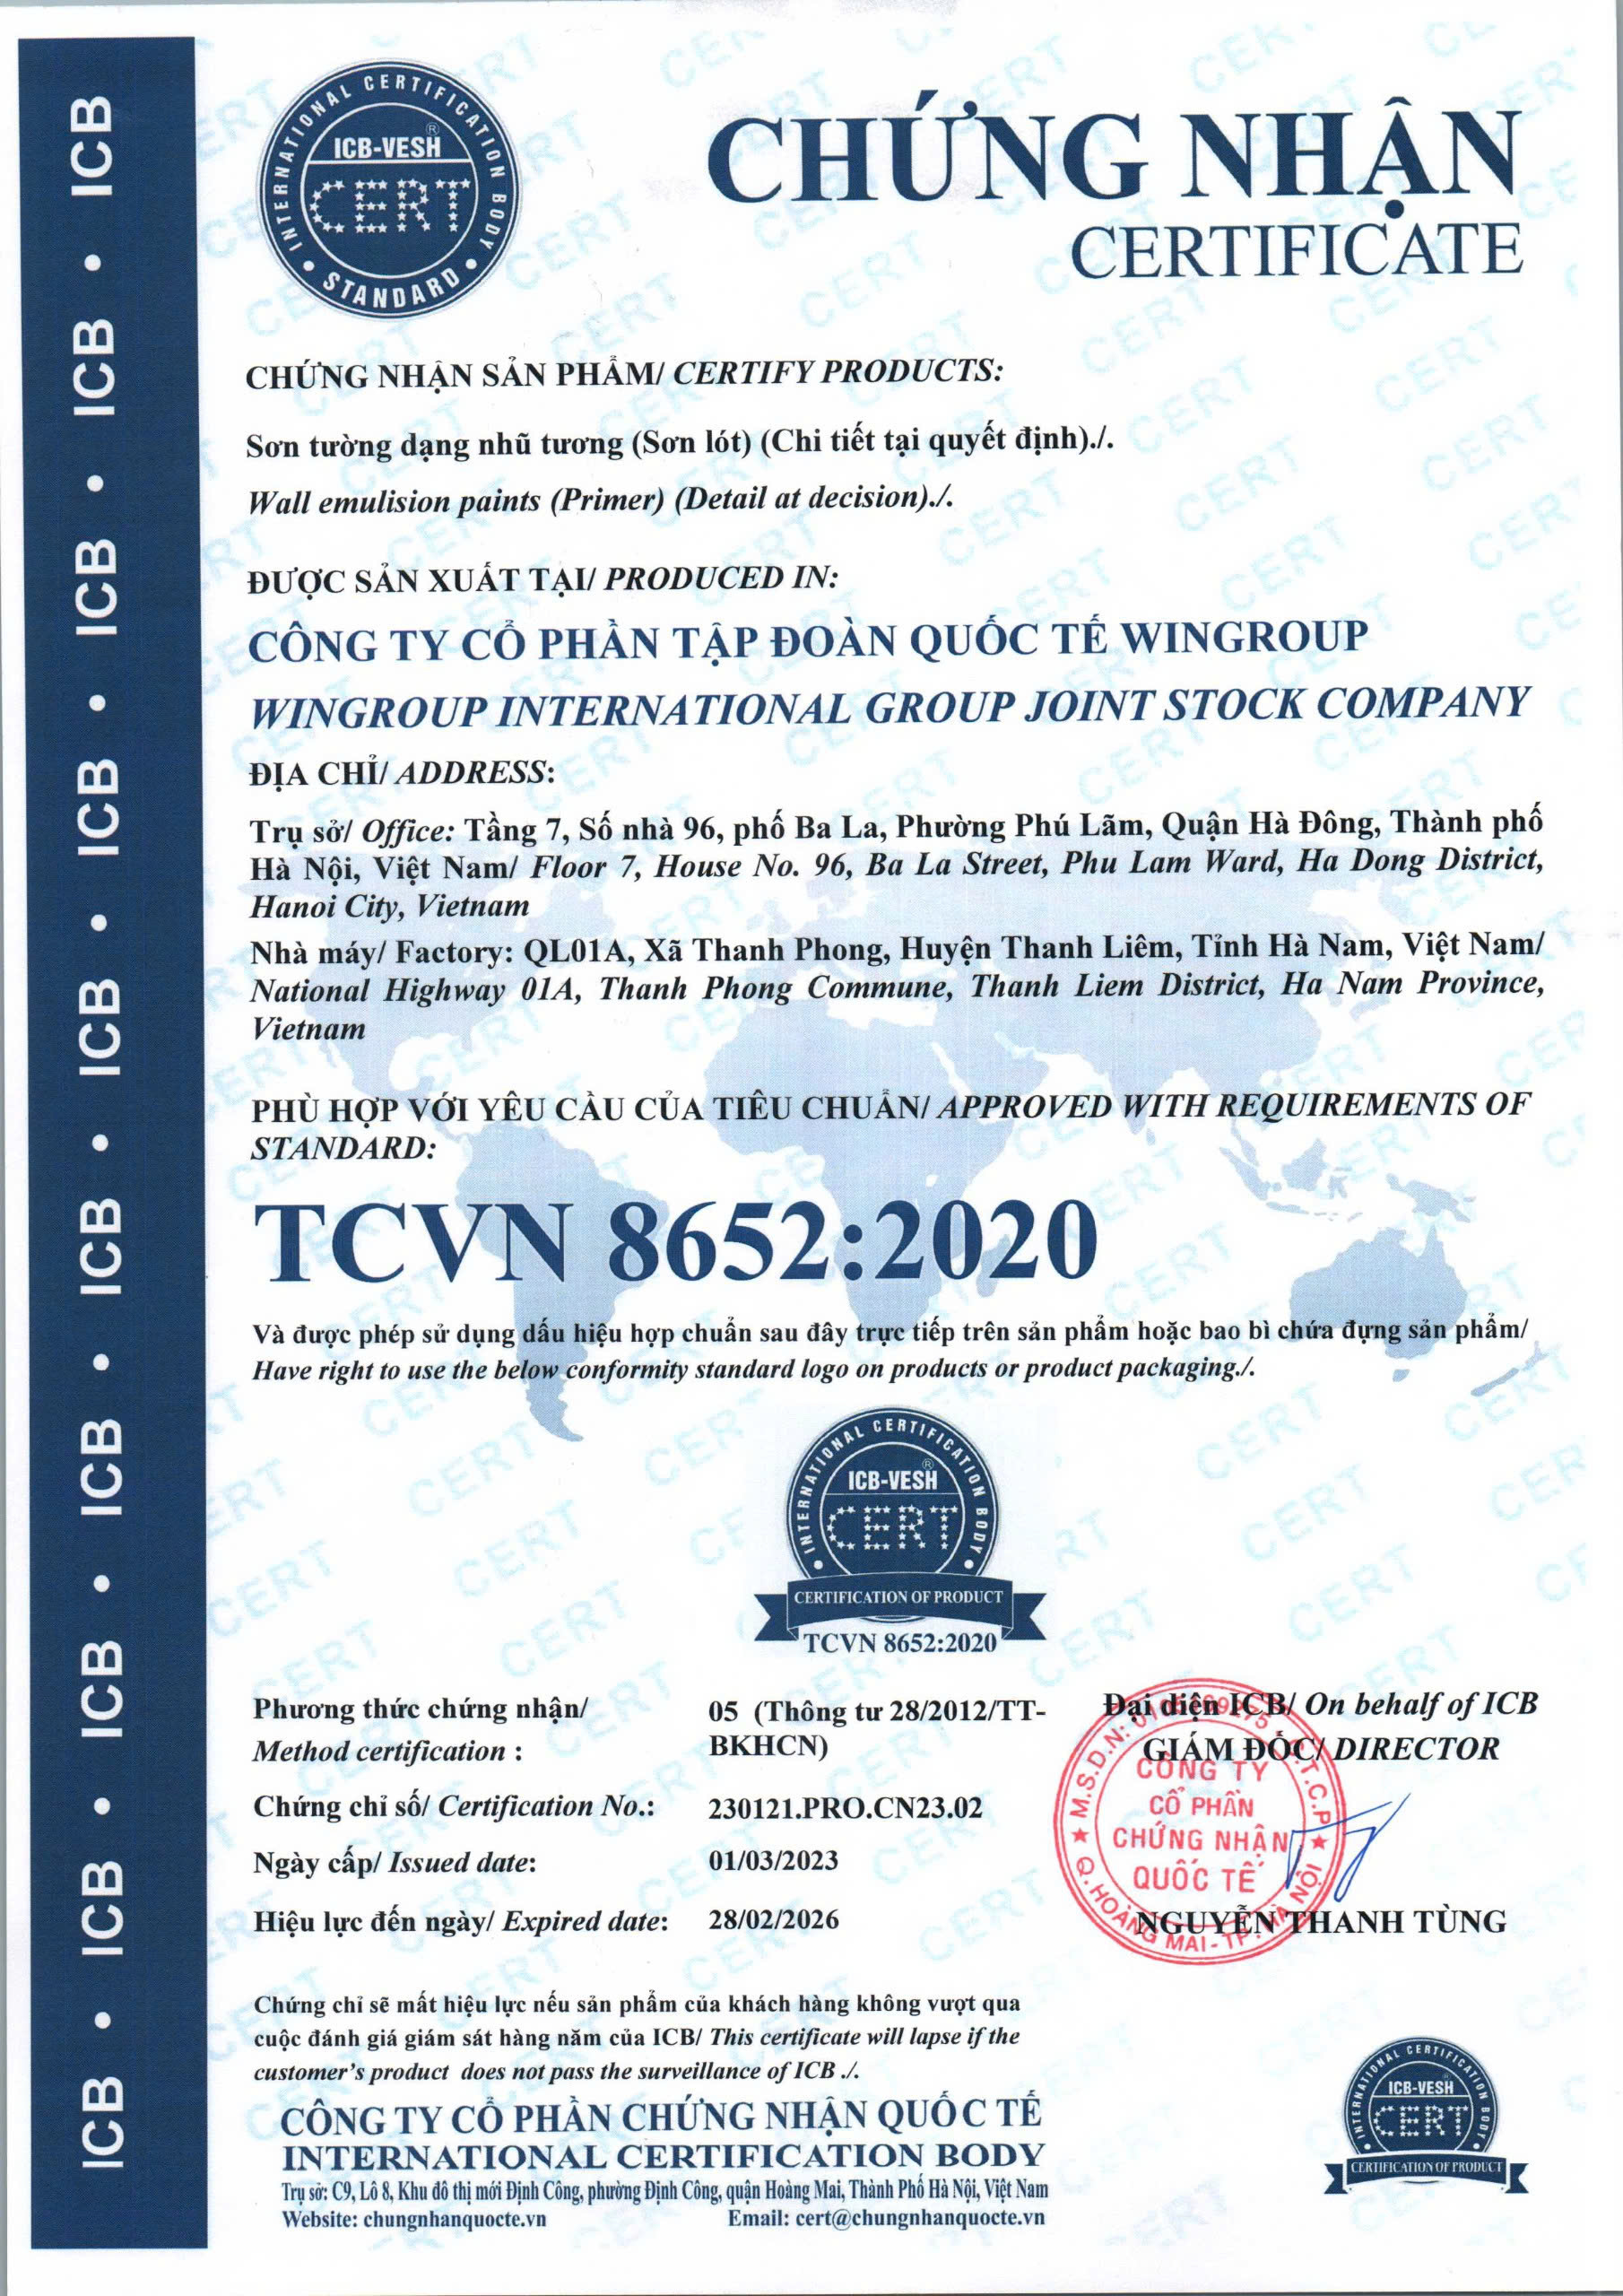 ICB • ICB • ICB • ICB • ICB • ICB • ICB • ICB • ICB • ICB
INTERNATIONAL CERTIFICATION BODY
ICB-VESH®
CERT
STANDARD
CHỨNG NHẬN
CERTIFICATE
CHỨNG NHẬN SẢN PHẨM/ CERTIFY PRODUCTS:
Sơn tường dạng nhũ tương (Sơn lót) (Chi tiết tại quyết định)./.
Wall emulision paints (Primer) (Detail at decision)./.
ĐƯỢC SẢN XUẤT TẠI/ PRODUCED IN:
CÔNG TY CỔ PHẦN TẬP ĐOÀN QUỐC TẾ WINGROUP
WINGROUP INTERNATIONAL GROUP JOINT STOCK COMPANY
ĐỊA CHỈ/ ADDRESS:
Trụ sở/ Office: Tầng 7, Số nhà 96, phố Ba La, Phường Phú Lãm, Quận Hà Đông, Thành phố
Hà Nội, Việt Nam/ Floor 7, House No. 96, Ba La Street, Phu Lam Ward, Ha Dong District,
Hanoi City, Vietnam
Nhà máy/ Factory: QL01A, Xã Thanh Phong, Huyện Thanh Liêm, Tỉnh Hà Nam, Việt Nam/
National Highway 01A, Thanh Phong Commune, Thanh Liem District, Ha Nam Province,
Vietnam
PHÙ HỢP VỚI YÊU CẦU CỦA TIÊU CHUẨN/ APPROVED WITH REQUIREMENTS OF
STANDARD:
TCVN 8652:2020
Và được phép sử dụng dấu hiệu hợp chuẩn sau đây trực tiếp trên sản phẩm hoặc bao bì chứa đựng sản phẩm/
Have right to use the below conformity standard logo on products or product packaging./.
INTERNATIONAL CERTIFICATION BODY
ICB-VESH®
CERT
CERTIFICATION OF PRODUCT
TCVN 8652:2020
Phương thức chứng nhận/
Method certification :
05 (Thông tư 28/2012/TT-
BKHCN)
Chứng chỉ số/ Certification No.: 230121.PRO.CN23.02
Ngày cấp/ Issued date: 01/03/2023
Hiệu lực đến ngày/ Expired date: 28/02/2026
Đại diện ICB/ On behalf of ICB
GIÁM ĐỐC/ DIRECTOR
M.S.D.N: C.T.C.P
CÔNG TY
CỔ PHẦN
CHỨNG NHẬN
QUỐC TẾ
Q. HOÀNG MAI - TP. HÀ NỘI
NGUYỄN THANH TÙNG
Chứng chỉ sẽ mất hiệu lực nếu sản phẩm của khách hàng không vượt qua
cuộc đánh giá giám sát hàng năm của ICB/ This certificate will lapse if the
customer's product does not pass the surveillance of ICB ./.
CÔNG TY CỔ PHẦN CHỨNG NHẬN QUỐC TẾ
INTERNATIONAL CERTIFICATION BODY
Trụ sở: C9, Lô 8, Khu đô thị mới Định Công, phường Định Công, quận Hoàng Mai, Thành Phố Hà Nội, Việt Nam
Website: chungnhanquocte.vn Email: cert@chungnhanquocte.vn
INTERNATIONAL CERTIFICATION BODY
ICB-VESH
CERT
CERTIFICATION OF PRODUCT